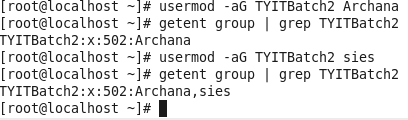 [root@localhost ~]# usermod -aG TYITBatch2 Archana
[root@localhost ~]# getent group | grep TYITBatch2
TYITBatch2:x:502:Archana
[root@localhost ~]# usermod -aG TYITBatch2 sies
[root@localhost ~]# getent group | grep TYITBatch2
TYITBatch2:x:502:Archana,sies
[root@localhost ~]#